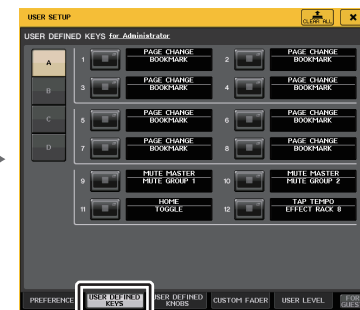 USER SETUP
CLEAR ALL
USER DEFINED KEYS for Administrator
A
B
C
D
1 PAGE CHANGE
BOOKMARK
2 PAGE CHANGE
BOOKMARK
3 PAGE CHANGE
BOOKMARK
4 PAGE CHANGE
BOOKMARK
5 PAGE CHANGE
BOOKMARK
6 PAGE CHANGE
BOOKMARK
7 PAGE CHANGE
BOOKMARK
8 PAGE CHANGE
BOOKMARK
9 MUTE MASTER
MUTE GROUP 1
10 MUTE MASTER
MUTE GROUP 2
11 HOME
TOGGLE
12 TAP TEMPO
EFFECT RACK 8
PREFERENCE
USER DEFINED
KEYS
USER DEFINED
KNOBS
CUSTOM FADER
USER LEVEL
FOR
GUES